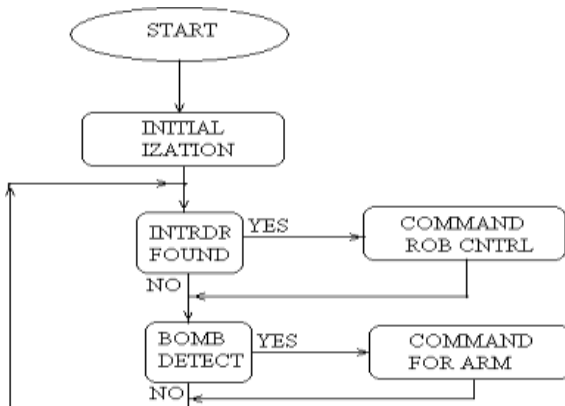 START
INITIAL
IZATION
INTRDR
FOUND
YES
COMMAND
ROB CNTRL
NO
BOMB
DETECT
YES
COMMAND
FOR ARM
NO